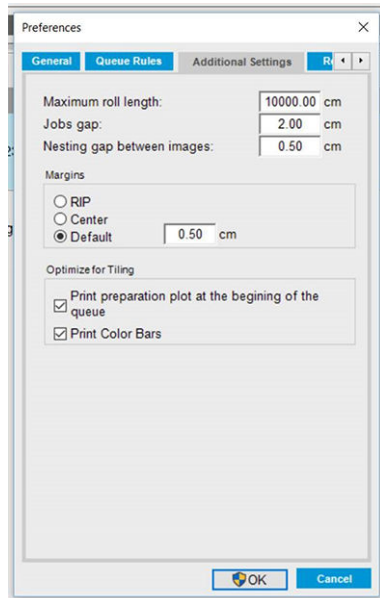 Preferences
General Queue Rules Additional Settings
Maximum roll length: 10000.00 cm
Jobs gap: 2.00 cm
Nesting gap between images: 0.50 cm
Margins
RIP
Center
Default 0.50 cm
Optimize for Tiling
Print preparation plot at the begining of the
queue
Print Color Bars
OK Cancel